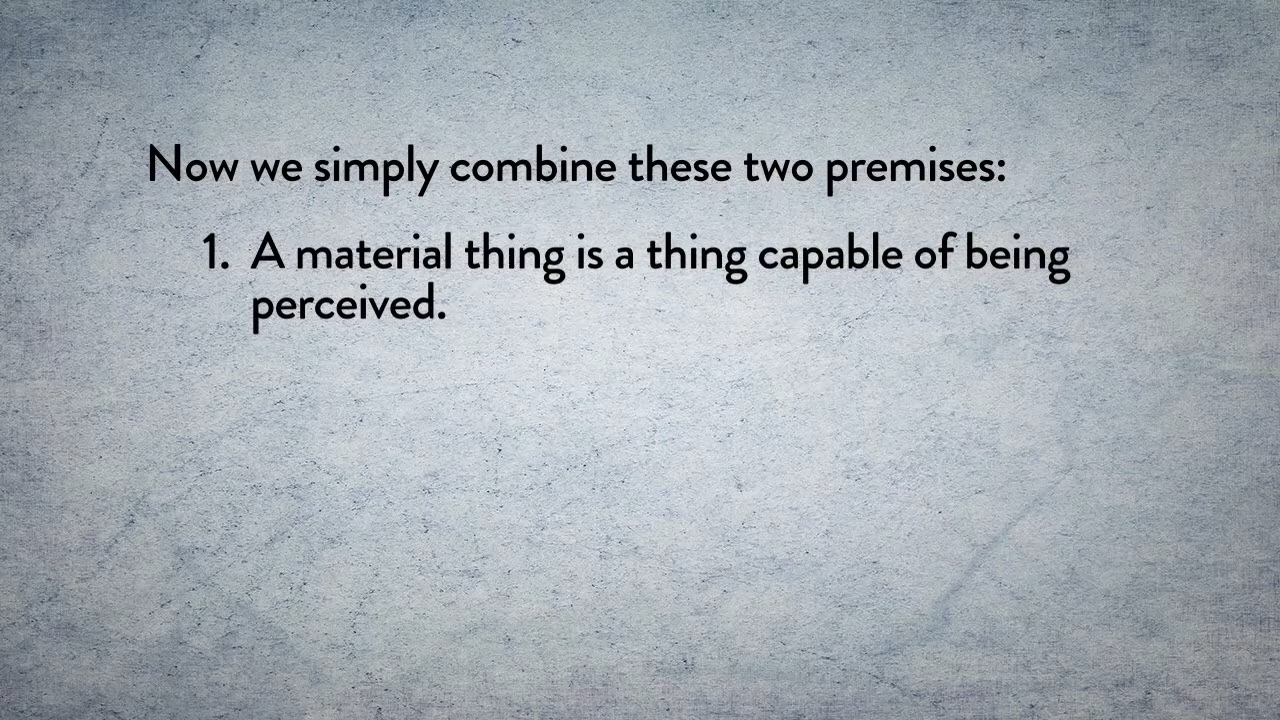 Now we simply combine these two premises:
1. A material thing is a thing capable of being
perceived.